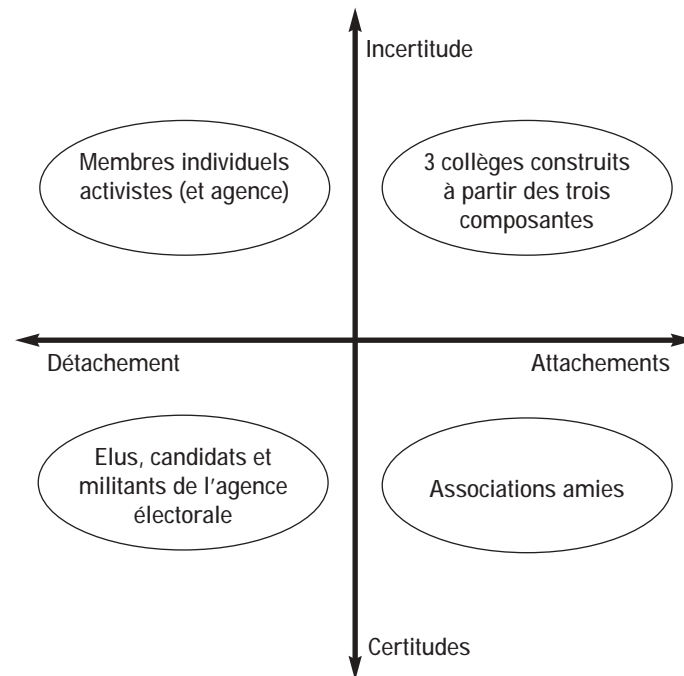 Incertitude
Membres individuels
activistes (et agence)
3 collèges construits
à partir des trois
composantes
Détachement
Attachements
Elus, candidats et
militants de l'agence
électorale
Associations amies
Certitudes